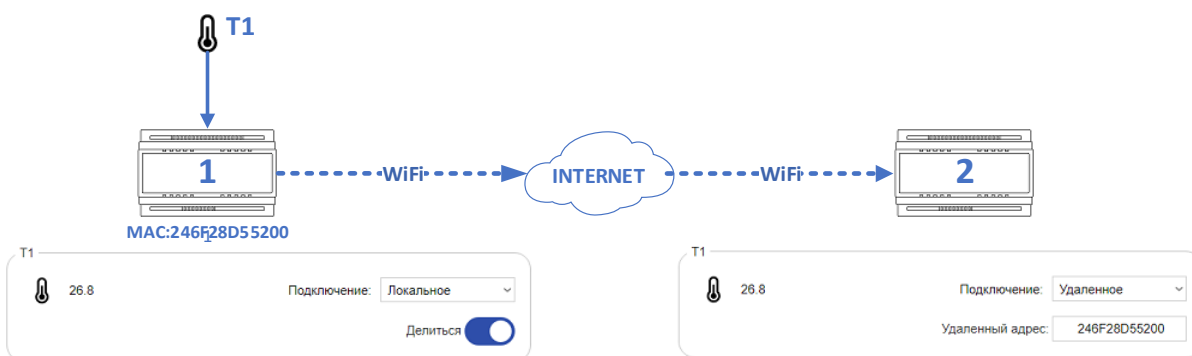 T1
1
WiFi
INTERNET
WiFi
2
MAC:246F28D55200
1
T1
26.8
Подключение: Локальное
Делиться
T1
26.8
Подключение: Удаленное
Удаленный адрес: 246F28D55200